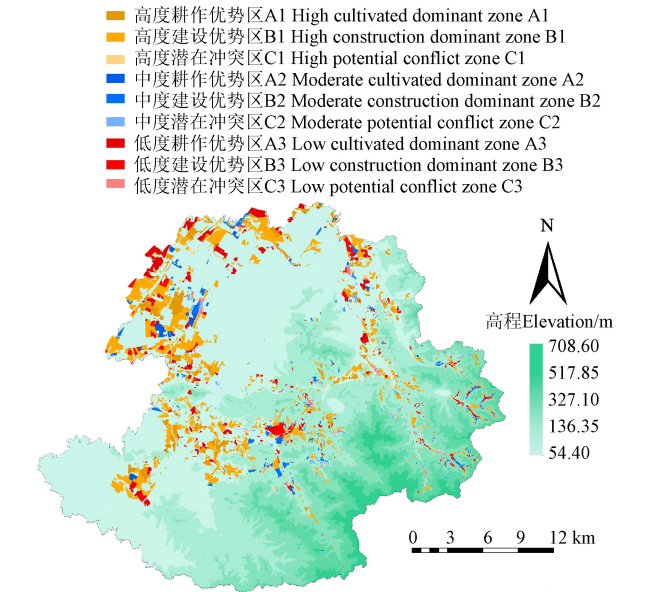 高度耕作优势区A1 High cultivated dominant zone A1
高度建设优势区B1 High construction dominant zone B1
高度潜在冲突区C1 High potential conflict zone C1
中度耕作优势区A2 Moderate cultivated dominant zone A2
中度建设优势区B2 Moderate construction dominant zone B2
中度潜在冲突区C2 Moderate potential conflict zone C2
低度耕作优势区A3 Low cultivated dominant zone A3
低度建设优势区B3 Low construction dominant zone B3
低度潜在冲突区C3 Low potential conflict zone C3
N
高程Elevation/m
708.60
517.85
327.10
136.35
54.40
0 3 6 9 12 km